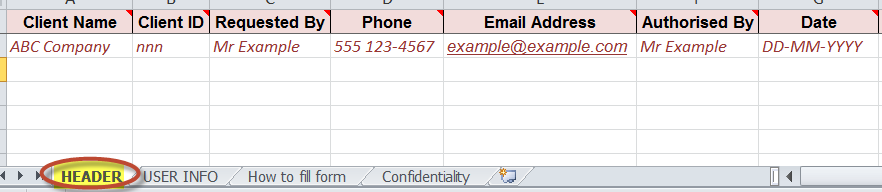 Client Name Client ID Requested By Phone Email Address Authorised By Date
ABC Company nnn Mr Example 555 123-4567 example@example.com Mr Example DD-MM-YYYY
HEADER USER INFO How to fill form Confidentiality